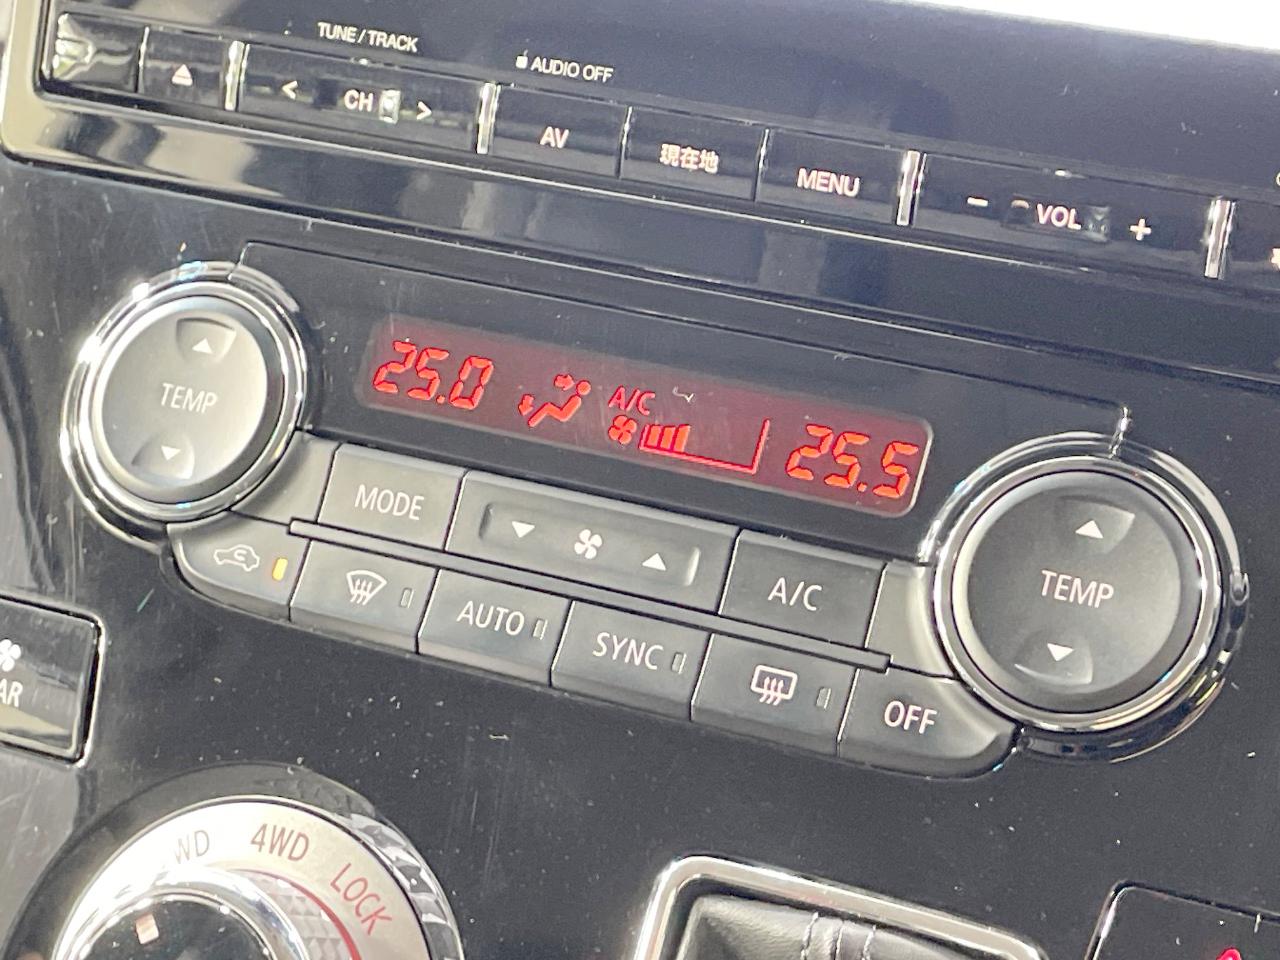 TUNE / TRACK
AUDIO OFF
< CH >
AV
現在地
MENU
- VOL +
TEMP
25.0
A/C
25.5
MODE
A/C
TEMP
AUTO
SYNC
OFF
4WD
LOCK